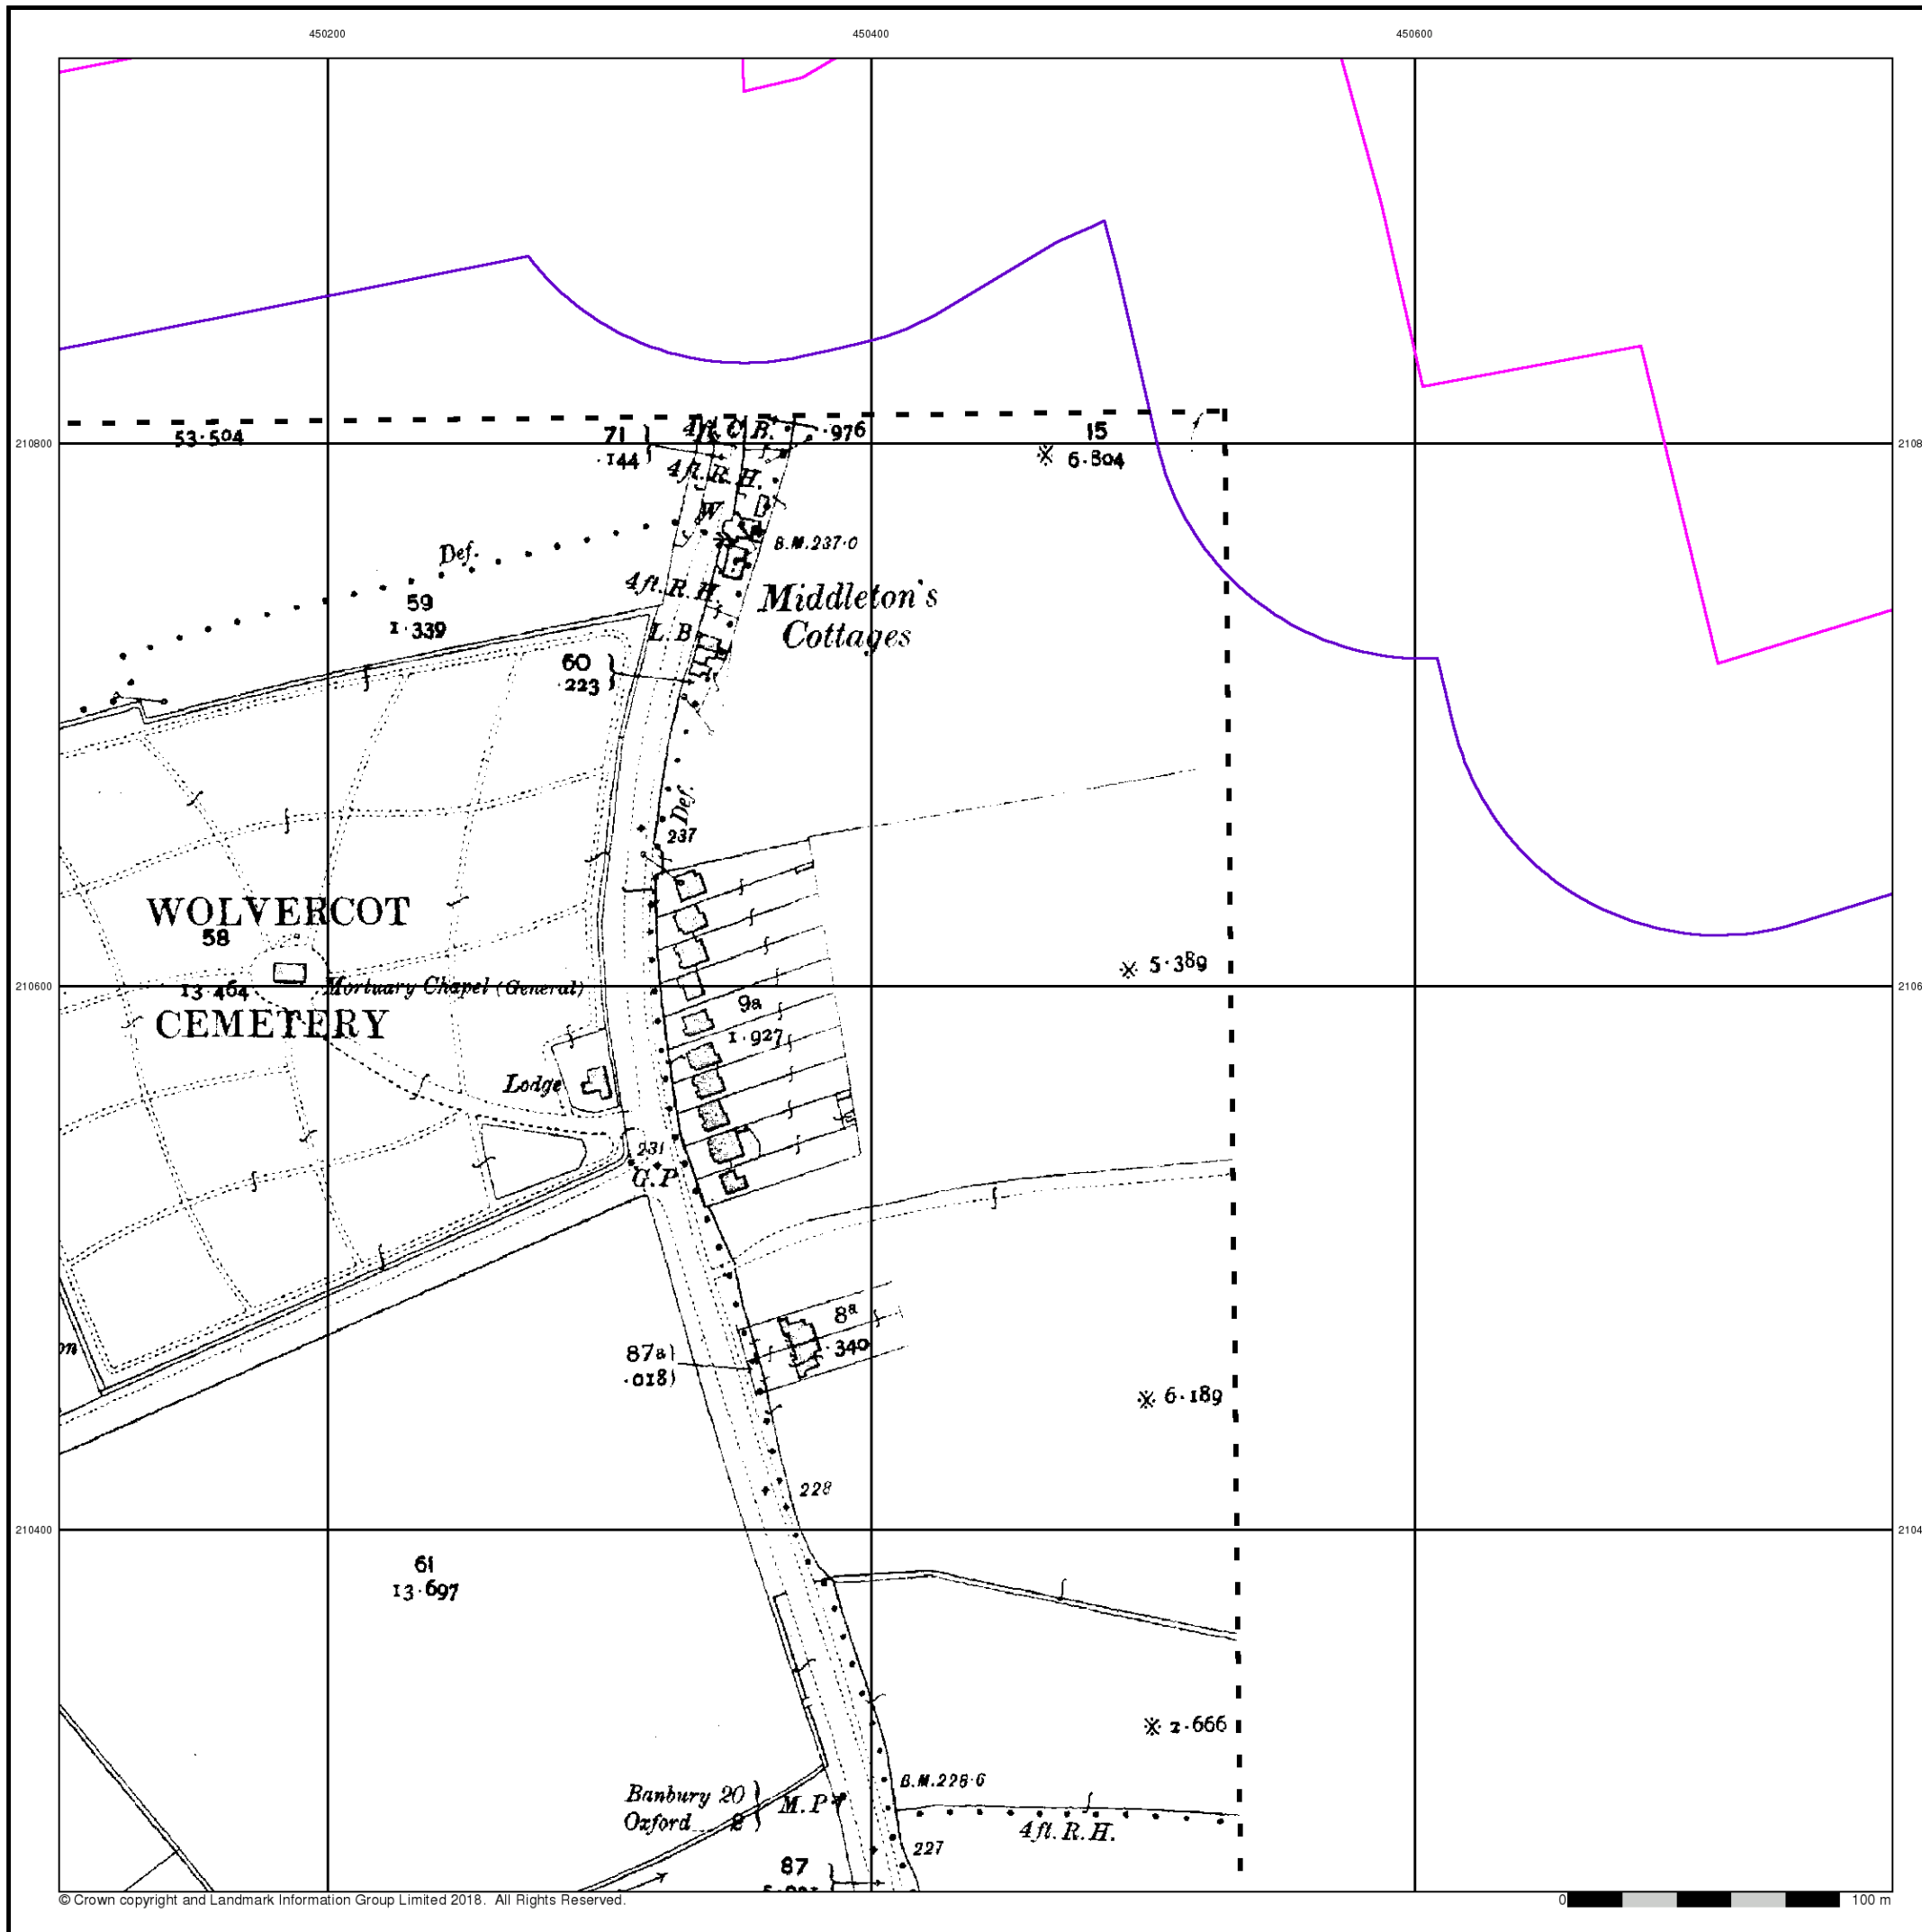 450200
450400
450600
210800
2108
53·504
71
·144
4ft. C. B.
·976
15
6·804
4ft. R. H.
W
B.M.237·0
Def.
4ft. R. H.
Middleton's
Cottages
59
1·339
L. B
60
·223
Def.
237
WOLVERCOT
58
5·389
210600
2106
13·464
Mortuary Chapel (General)
CEMETERY
9a
1·927
Lodge
231
G. P
8a
·340
87a
·018
6·189
228
210400
2104
61
13·697
2·666
Banbury 20
Oxford 2
M. P
B.M.228·6
4ft. R. H.
227
87
© Crown copyright and Landmark Information Group Limited 2018. All Rights Reserved.
0
100 m